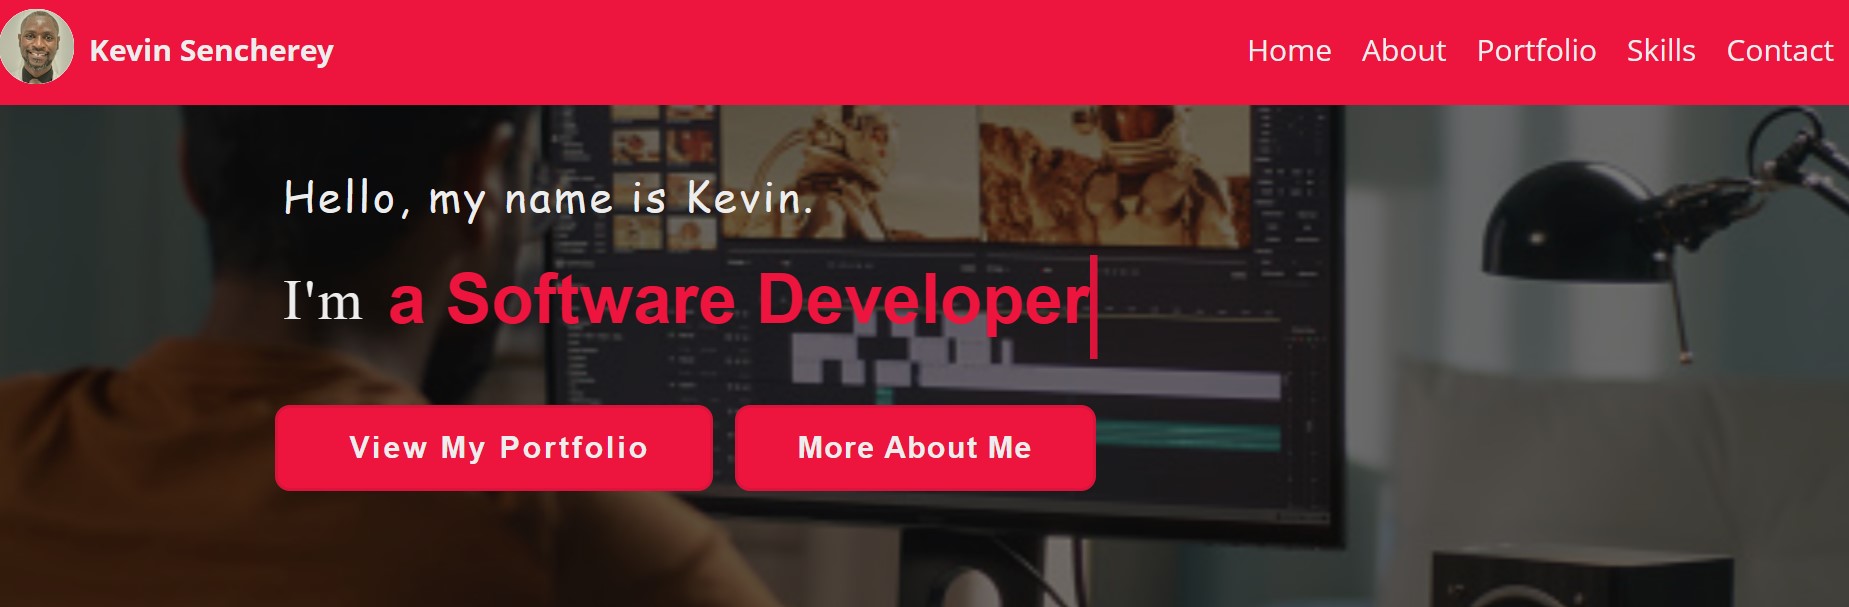 Kevin Sencherey
Home About Portfolio Skills Contact
Hello, my name is Kevin.
I'm a Software Developer
View My Portfolio
More About Me